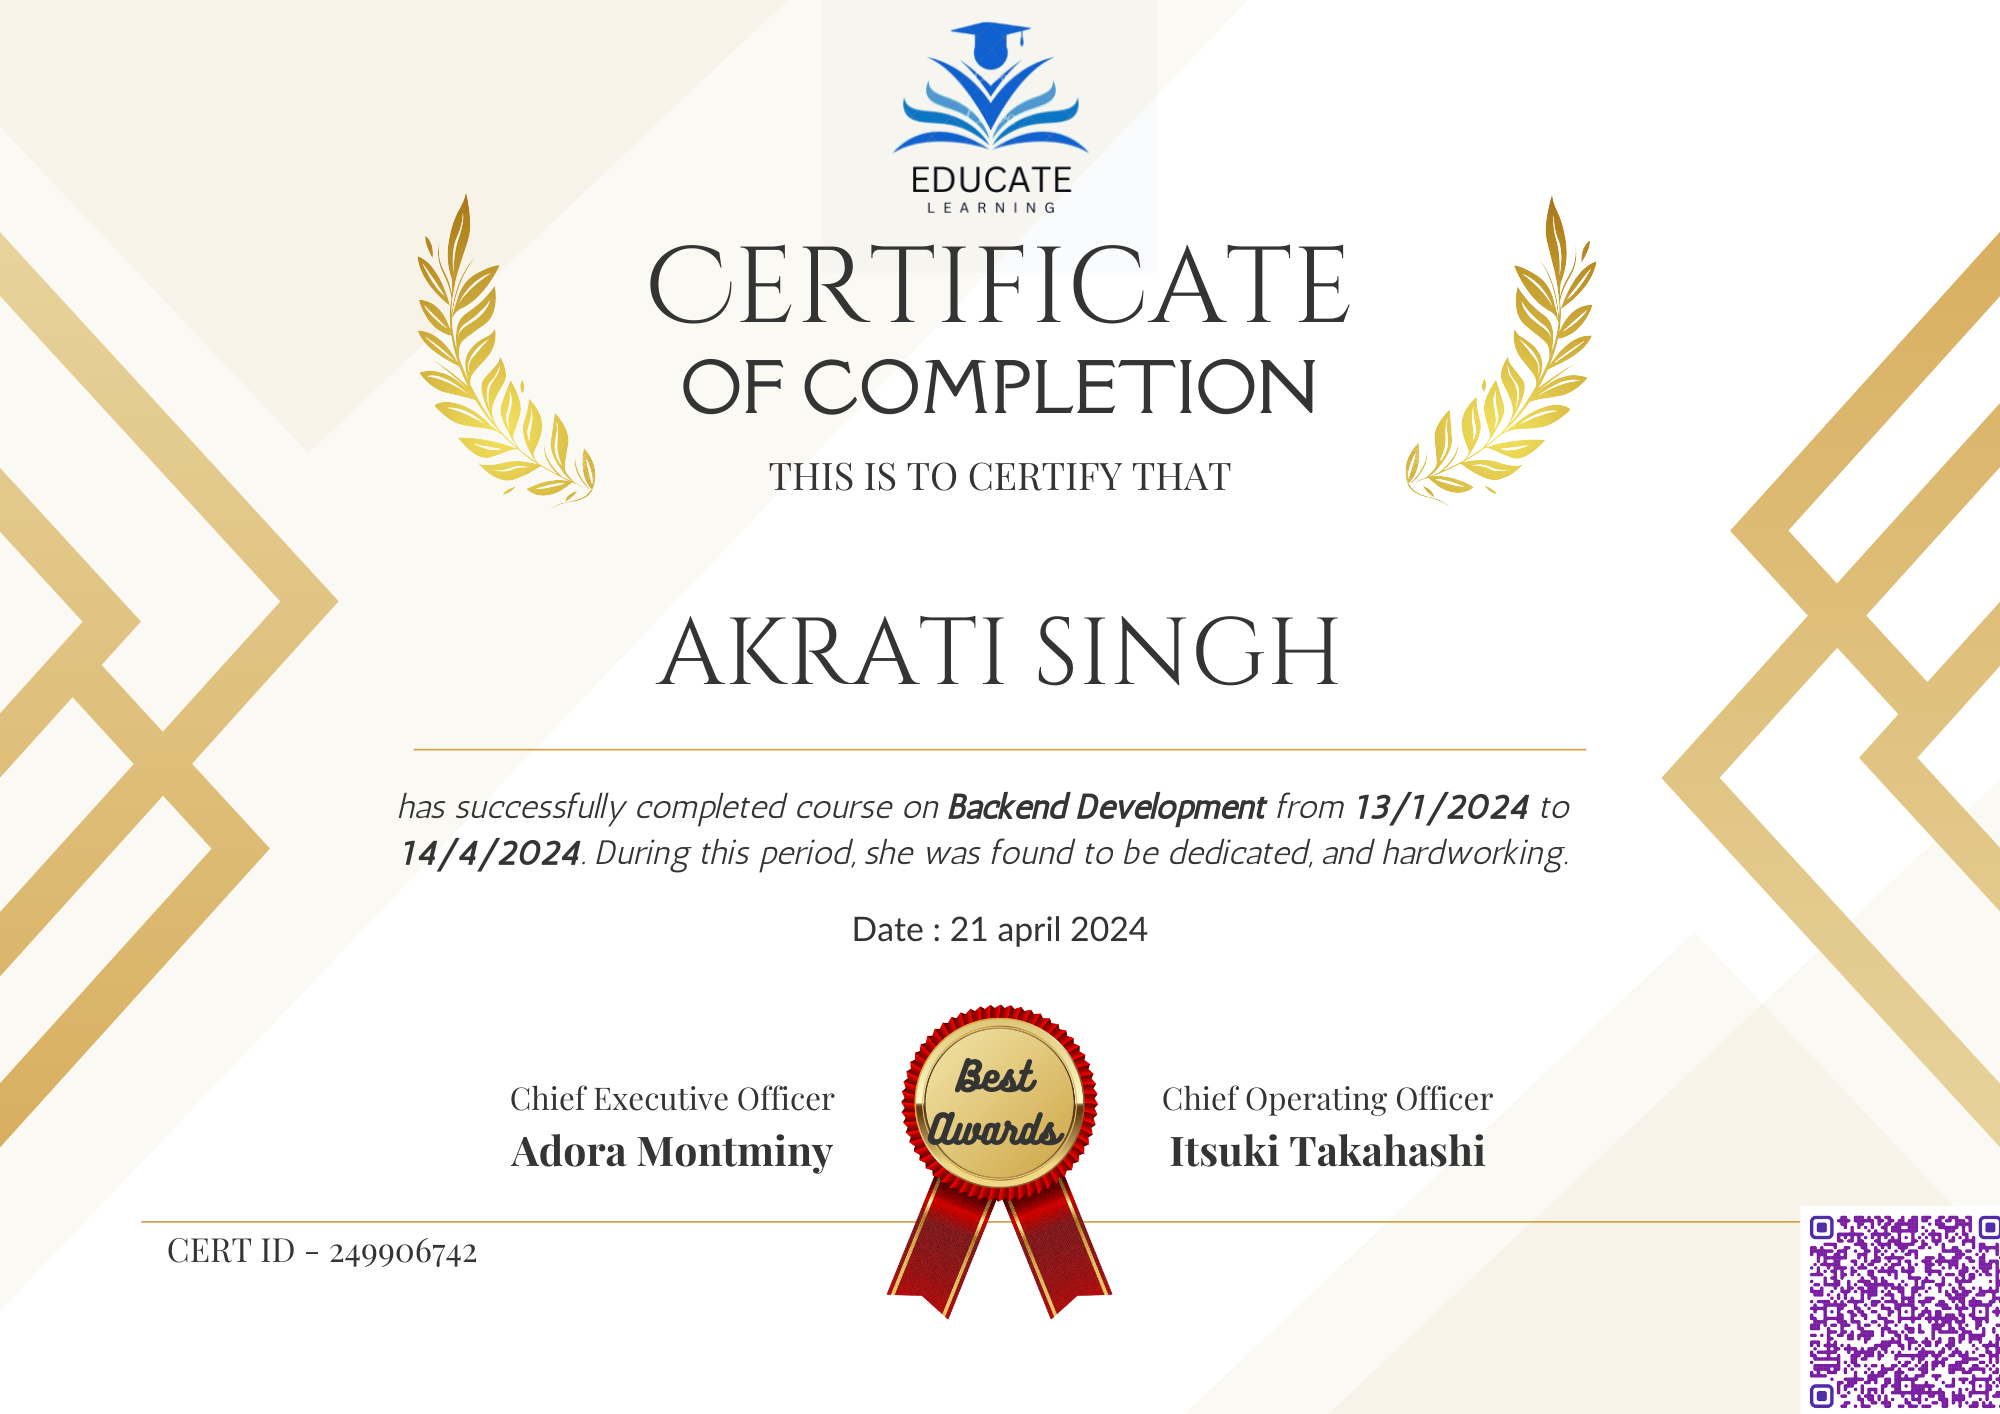 EDUCATE
LEARNING
CERTIFICATE
OF COMPLETION
THIS IS TO CERTIFY THAT
AKRATI SINGH
has successfully completed course on Backend Development from 13/1/2024 to
14/4/2024. During this period, she was found to be dedicated, and hardworking.
Date : 21 april 2024
Chief Executive Officer
Adora Montminy
Best
Awards
Chief Operating Officer
Itsuki Takahashi
CERT ID - 249906742